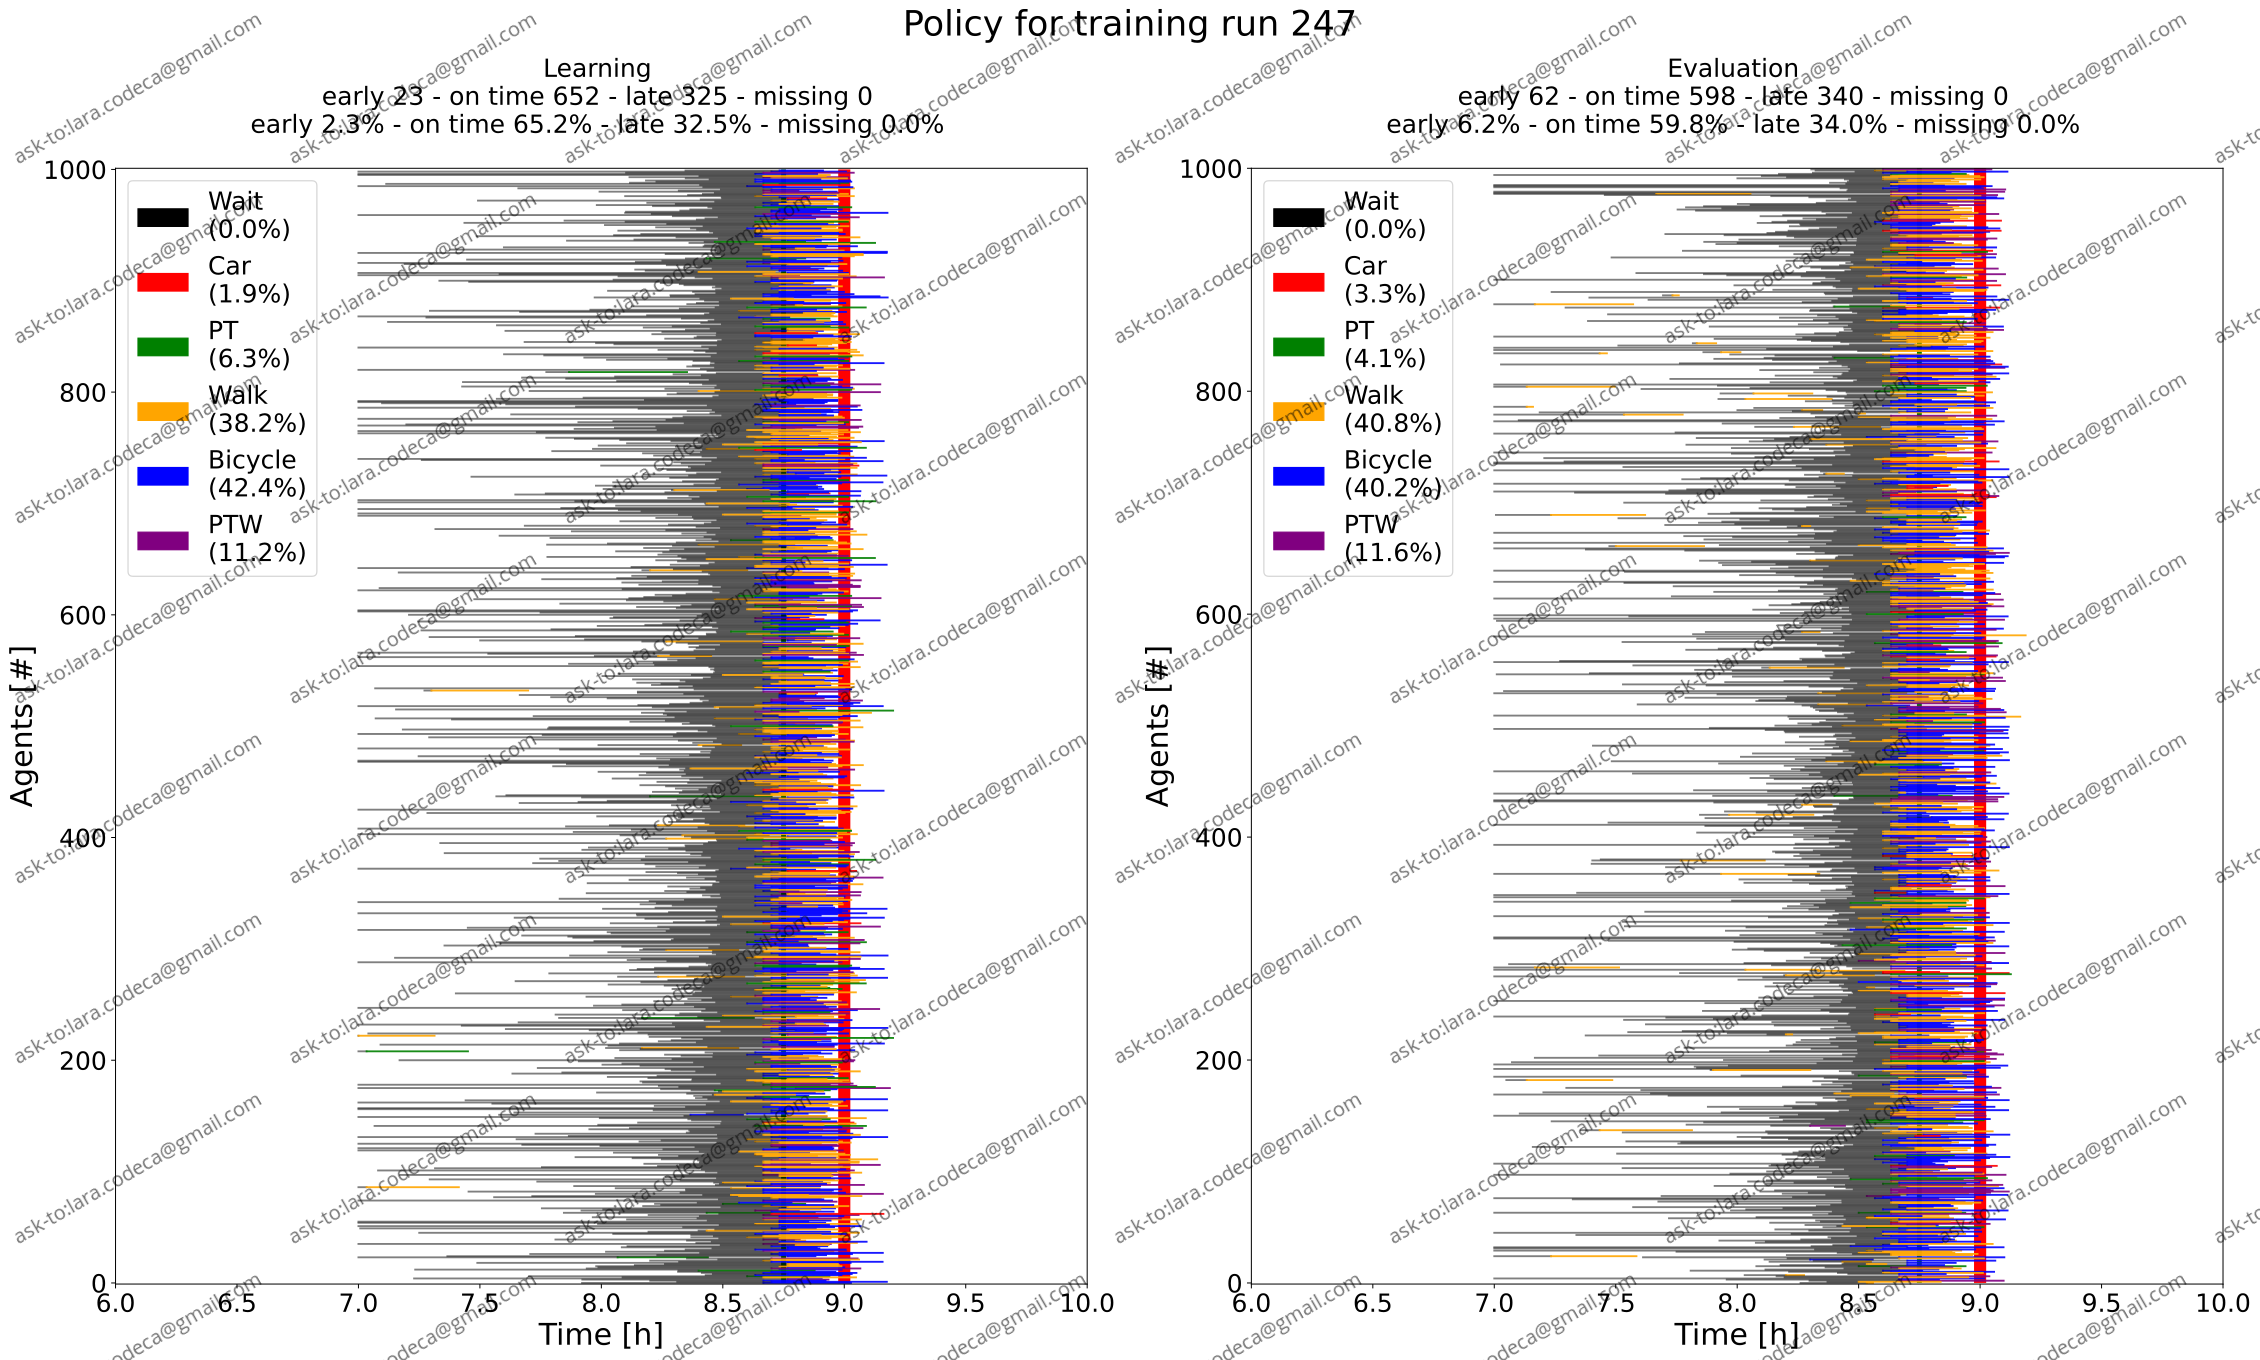 Policy for training run 247
Learning
early 23 - on time 652 - late 325 - missing 0
early 2.3% - on time 65.2% - late 32.5% - missing 0.0%
Agents [#]
1000
800
600
400
200
0
Wait
(0.0%)
Car
(1.9%)
PT
(6.3%)
Walk
(38.2%)
Bicycle
(42.4%)
PTW
(11.2%)
6.0 6.5 7.0 7.5 8.0 8.5 9.0 9.5 10.0
Time [h]
Evaluation
early 62 - on time 598 - late 340 - missing 0
early 6.2% - on time 59.8% - late 34.0% - missing 0.0%
Agents [#]
1000
800
600
400
200
0
Wait
(0.0%)
Car
(3.3%)
PT
(4.1%)
Walk
(40.8%)
Bicycle
(40.2%)
PTW
(11.6%)
6.0 6.5 7.0 7.5 8.0 8.5 9.0 9.5 10.0
Time [h]
ask-to:lara.codeca@gmail.com